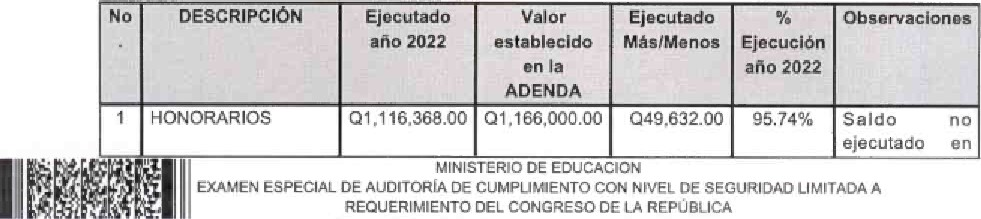 No. DESCRIPCIÓN Ejecutado año 2022 Valor establecido en la ADENDA Ejecutado Más/Menos % Ejecución año 2022 Observaciones
1 HONORARIOS Q1,116,368.00 Q1,166,000.00 Q49,632.00 95.74% Saldo no ejecutado en
MINISTERIO DE EDUCACION
EXAMEN ESPECIAL DE AUDITORÍA DE CUMPLIMIENTO CON NIVEL DE SEGURIDAD LIMITADA A
REQUERIMIENTO DEL CONGRESO DE LA REPÚBLICA